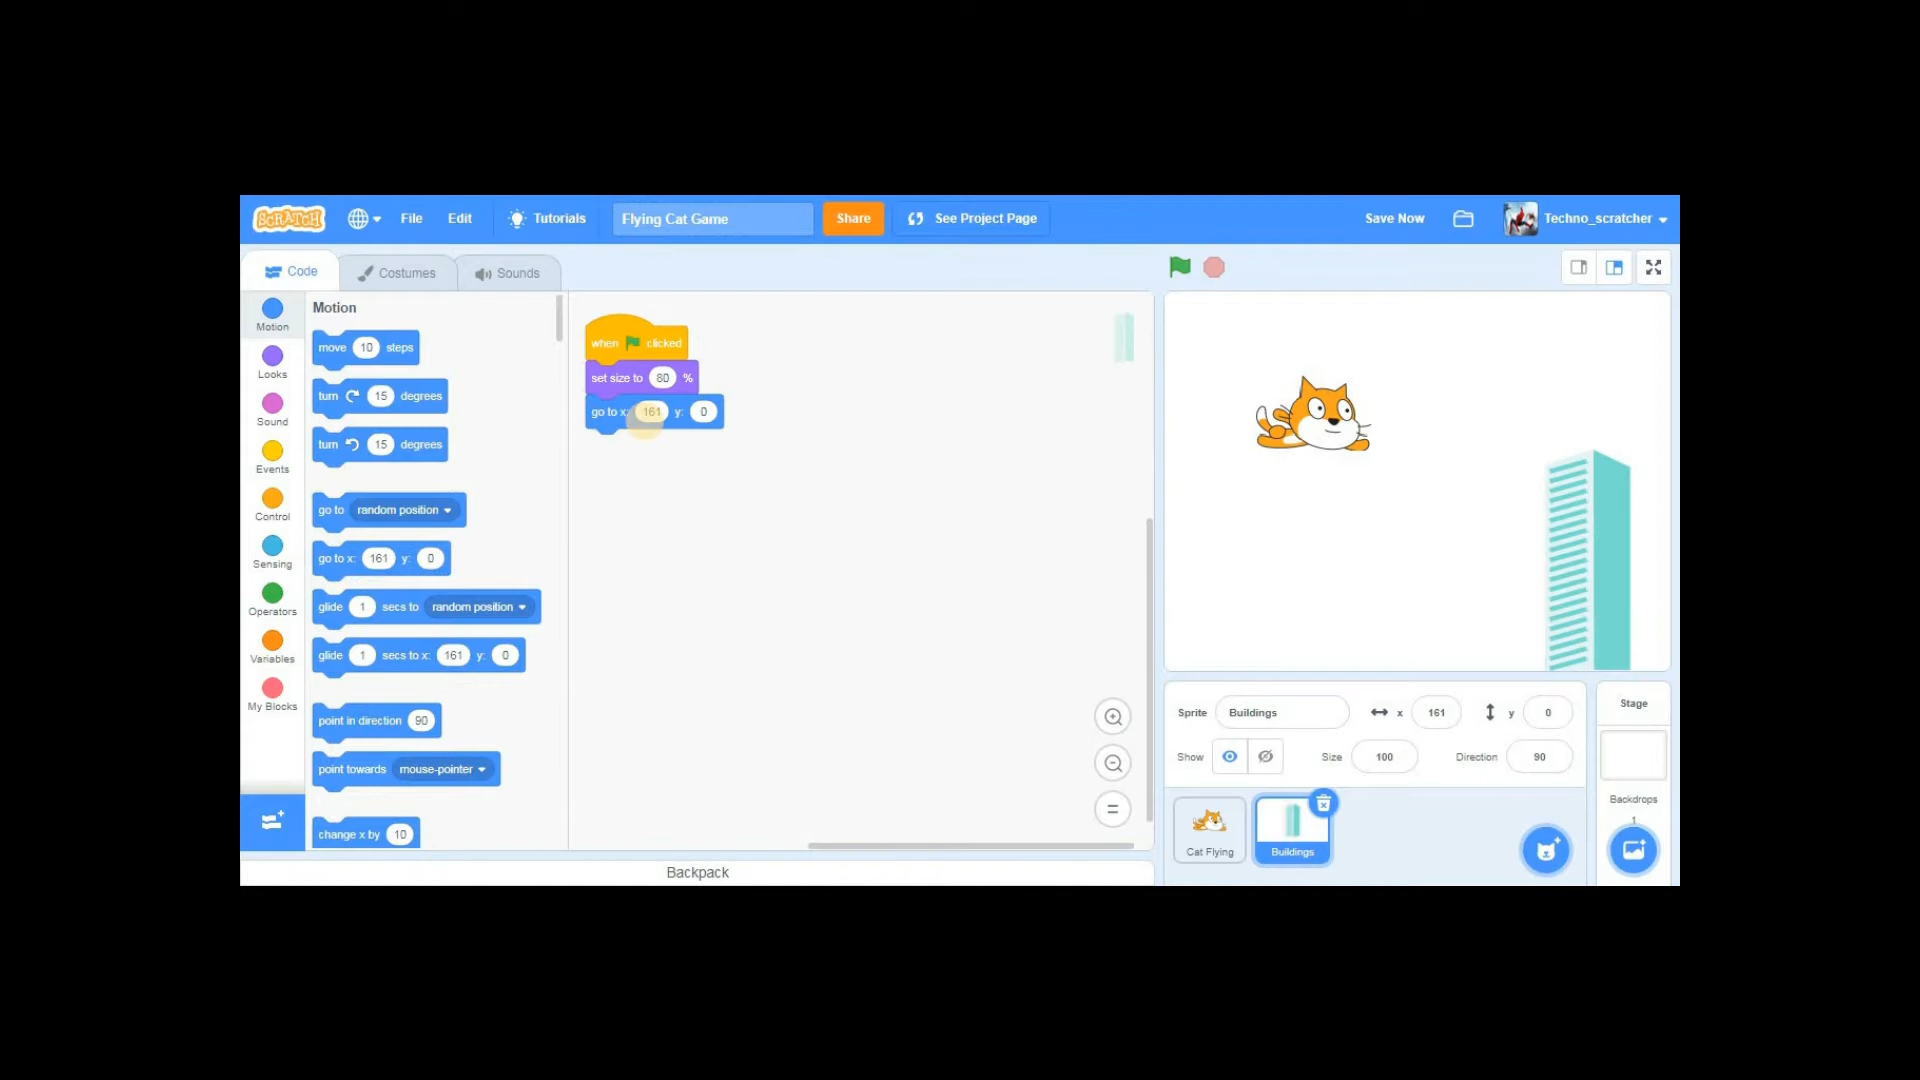 SCRATCH
File
Edit
Tutorials
Flying Cat Game
Share
See Project Page
Save Now
Techno_scratcher
Code
Costumes
Sounds
Motion
Looks
Sound
Events
Control
Sensing
Operators
Variables
My Blocks
Motion
move 10 steps
turn 15 degrees
turn 15 degrees
go to random position
go to x: 161 y: 0
glide 1 secs to random position
glide 1 secs to x: 161 y: 0
point in direction 90
point towards mouse-pointer
change x by 10
when clicked
set size to 80 %
go to x: 161 y: 0
Backpack
Sprite Buildings x 161 y 0
Show Size 100 Direction 90
Cat Flying
Buildings
Stage
Backdrops
1